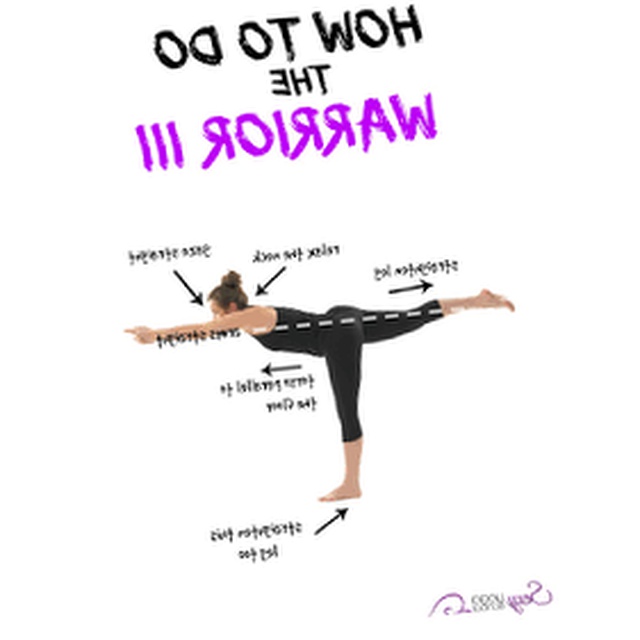 HOW TO DO
THE
WARRIOR III
relax the neck
gaze straight
straighten leg
arms straight
torso parallel to
the floor
straighten this
leg too